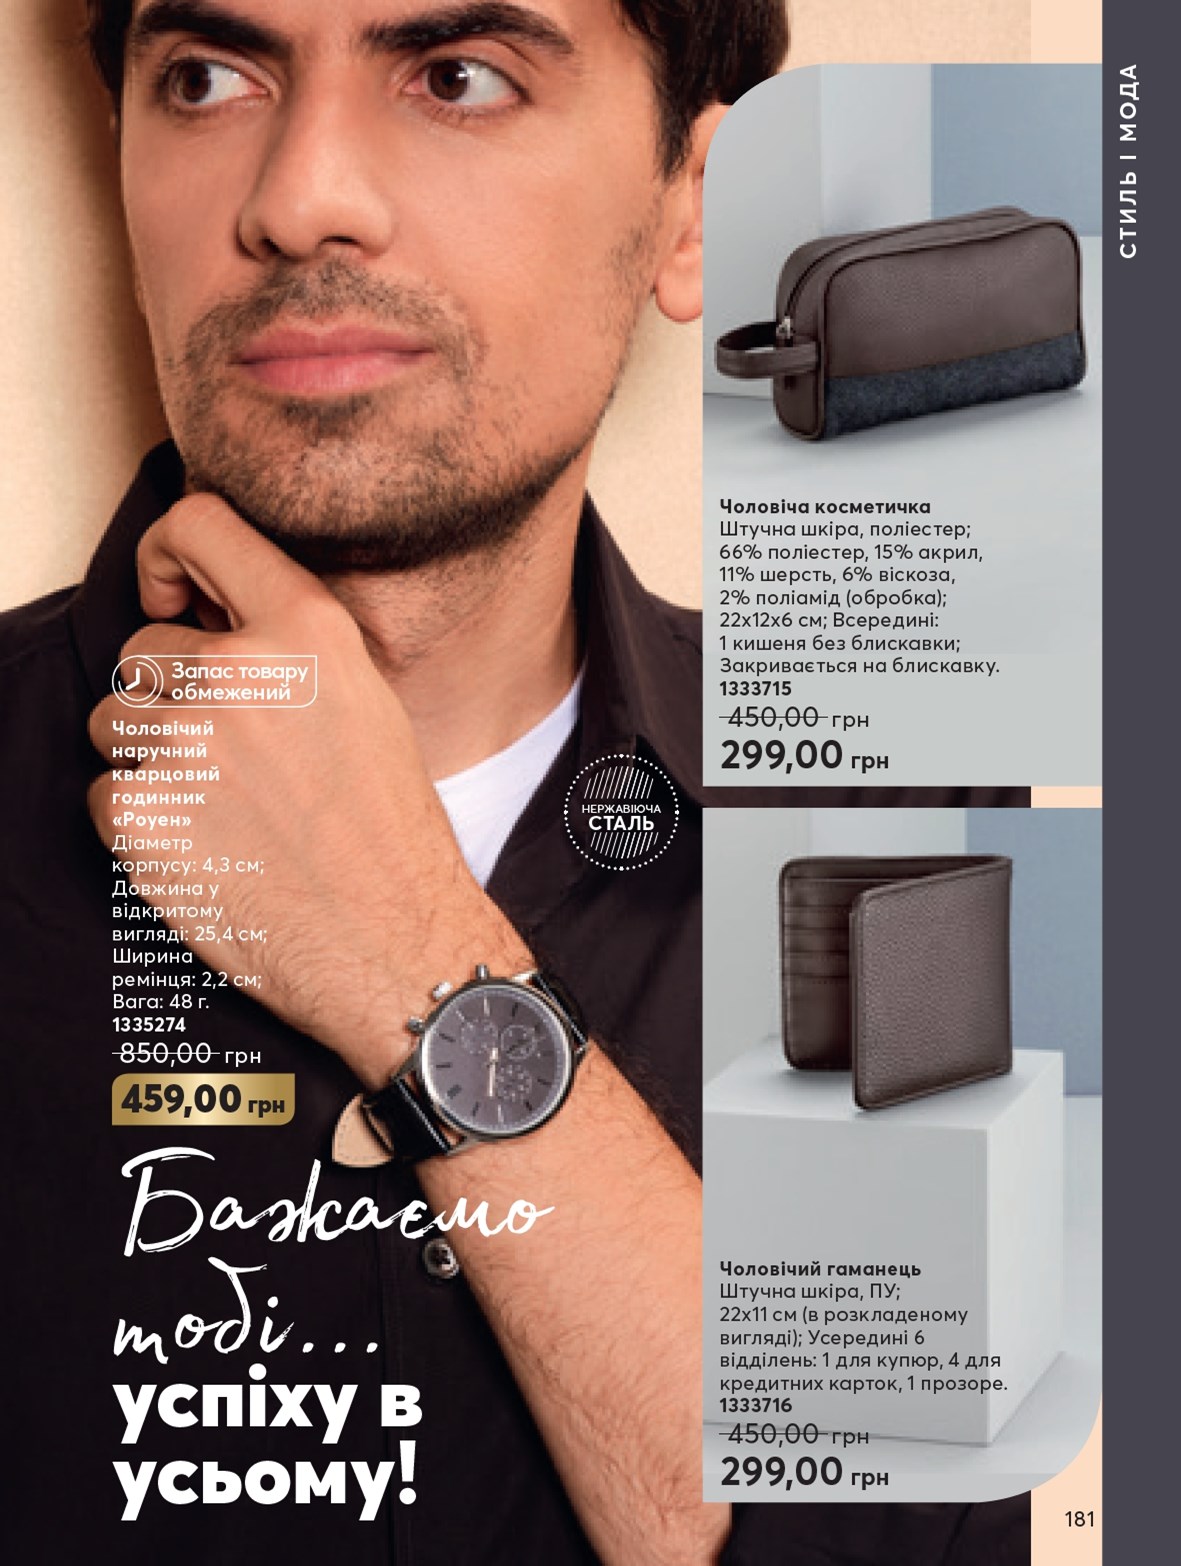 СТИЛЬ І МОДА
Чоловіча косметичка
Штучна шкіра, поліестер;
66% поліестер, 15% акрил,
11% шерсть, 6% віскоза,
2% поліамід (обробка);
22х12х6 см; Всередині:
1 кишеня без блискавки;
Закривається на блискавку.
1333715
450,00 грн
299,00 грн
Запас товару
обмежений
Чоловічий
наручний
кварцовий
годинник
«Роуен»
Діаметр
корпусу: 4,3 см;
Довжина у
відкритому
вигляді: 25,4 см;
Ширина
ремінця: 2,2 см;
Вага: 48 г.
1335274
850,00 грн
459,00 грн
НЕРЖАВІЮЧА
СТАЛЬ
Бажаємо
тобі...
успіху в
усьому!
Чоловічий гаманець
Штучна шкіра, ПУ;
22х11 см (в розкладеному
вигляді); Усередині 6
відділень: 1 для купюр, 4 для
кредитних карток, 1 прозоре.
1333716
450,00 грн
299,00 грн
181